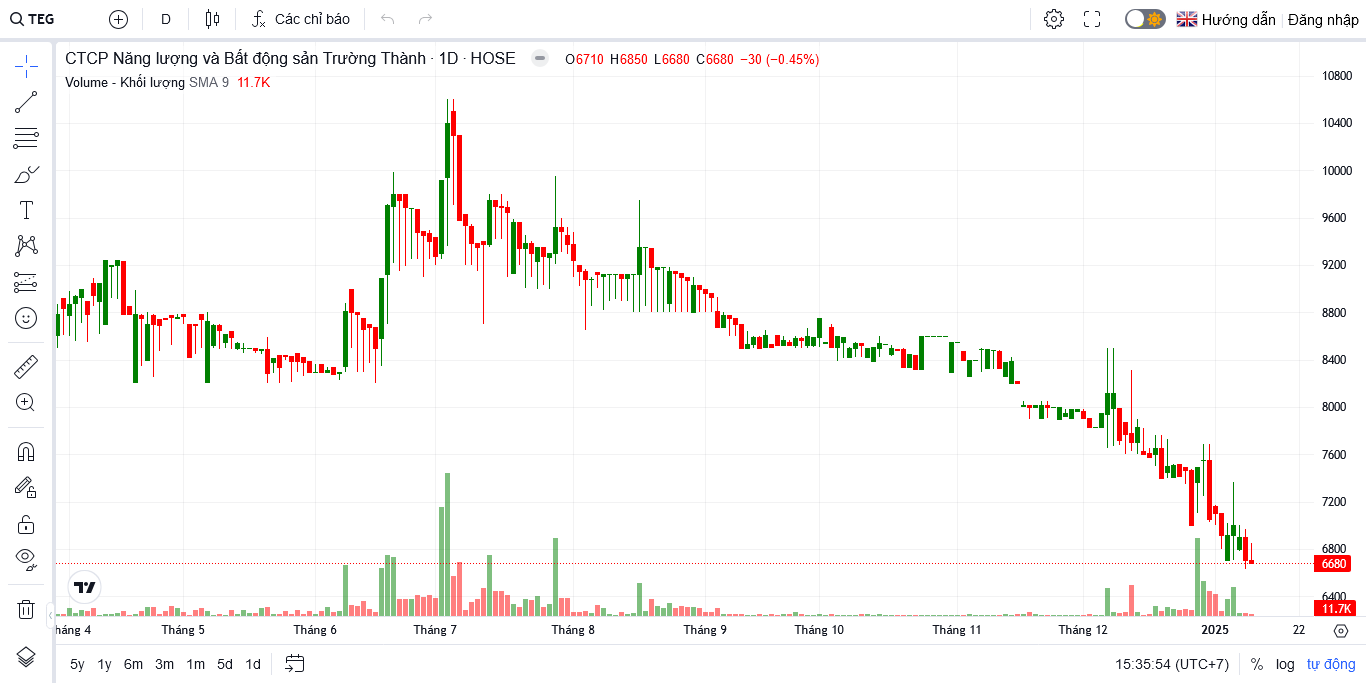 TEG D Các chỉ báo Hướng dẫn Đăng nhập
CTCP Năng lượng và Bất động sản Trường Thành · 1D · HOSE O6710 H6850 L6680 C6680 −30 (−0.45%)
Volume - Khối lượng SMA 9 11.7K
10800
10400
10000
9600
9200
8800
8400
8000
7600
7200
6800
6680
6400
11.7K
háng 4 Tháng 5 Tháng 6 Tháng 7 Tháng 8 Tháng 9 Tháng 10 Tháng 11 Tháng 12 2025 22
5y 1y 6m 3m 1m 5d 1d 15:35:54 (UTC+7) % log tự động